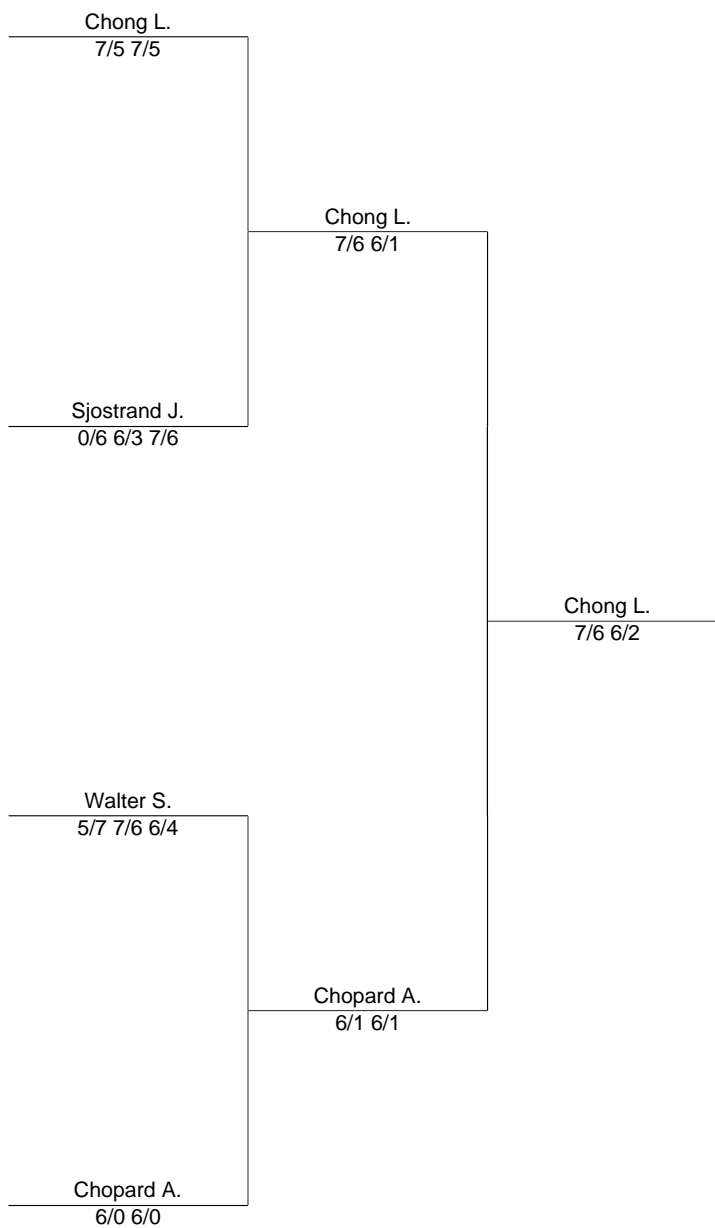 Chong L.
7/5 7/5
Chong L.
7/6 6/1
Sjostrand J.
0/6 6/3 7/6
Chong L.
7/6 6/2
Walter S.
5/7 7/6 6/4
Chopard A.
6/1 6/1
Chopard A.
6/0 6/0